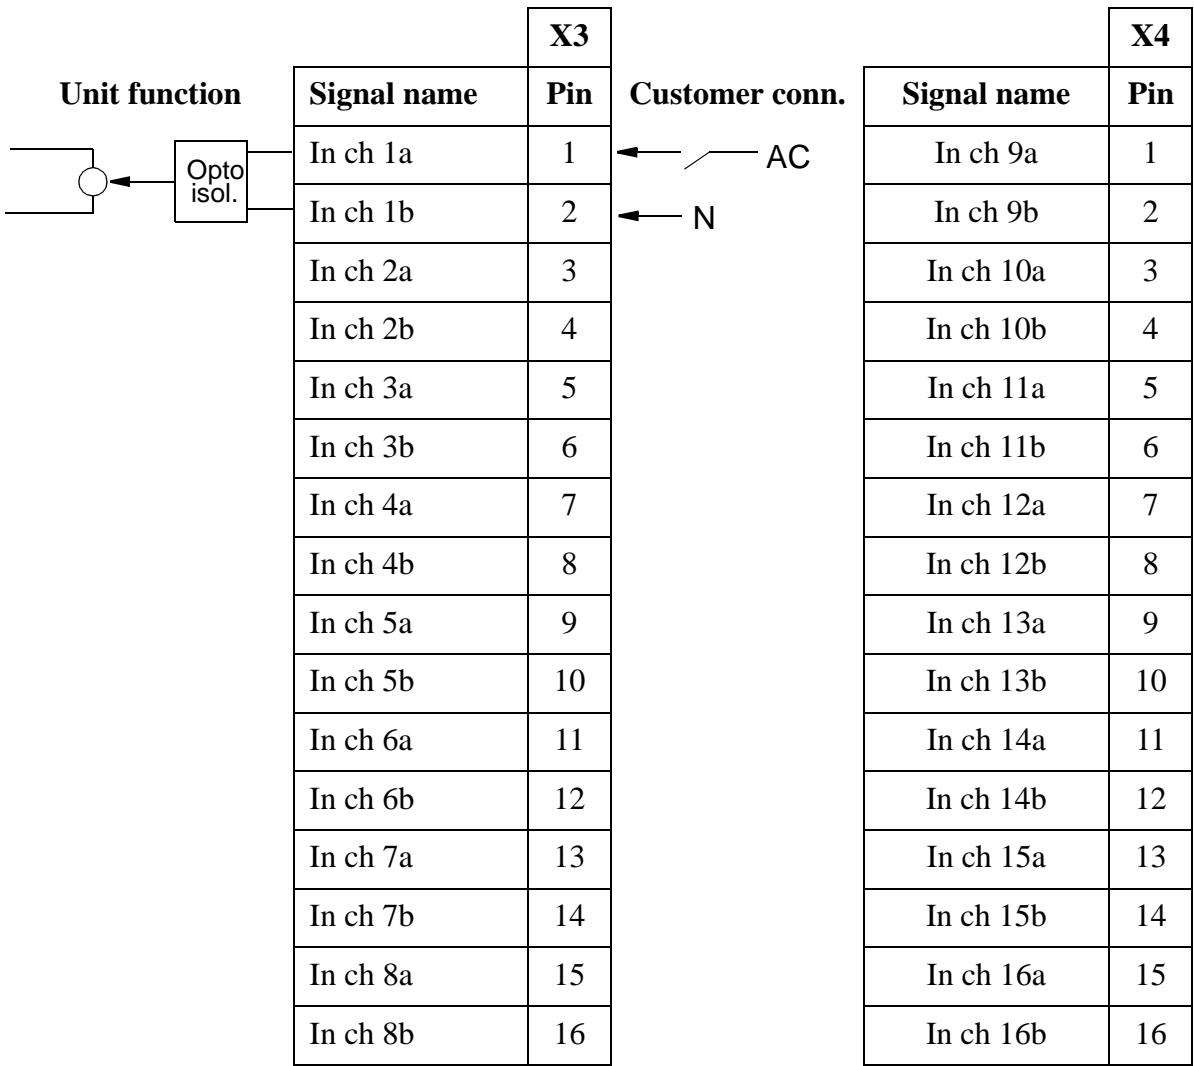 X3 X4
Unit function Signal name Pin Customer conn. Signal name Pin
Opto
isol.
In ch 1a 1 AC In ch 9a 1
In ch 1b 2 N In ch 9b 2
In ch 2a 3 In ch 10a 3
In ch 2b 4 In ch 10b 4
In ch 3a 5 In ch 11a 5
In ch 3b 6 In ch 11b 6
In ch 4a 7 In ch 12a 7
In ch 4b 8 In ch 12b 8
In ch 5a 9 In ch 13a 9
In ch 5b 10 In ch 13b 10
In ch 6a 11 In ch 14a 11
In ch 6b 12 In ch 14b 12
In ch 7a 13 In ch 15a 13
In ch 7b 14 In ch 15b 14
In ch 8a 15 In ch 16a 15
In ch 8b 16 In ch 16b 16